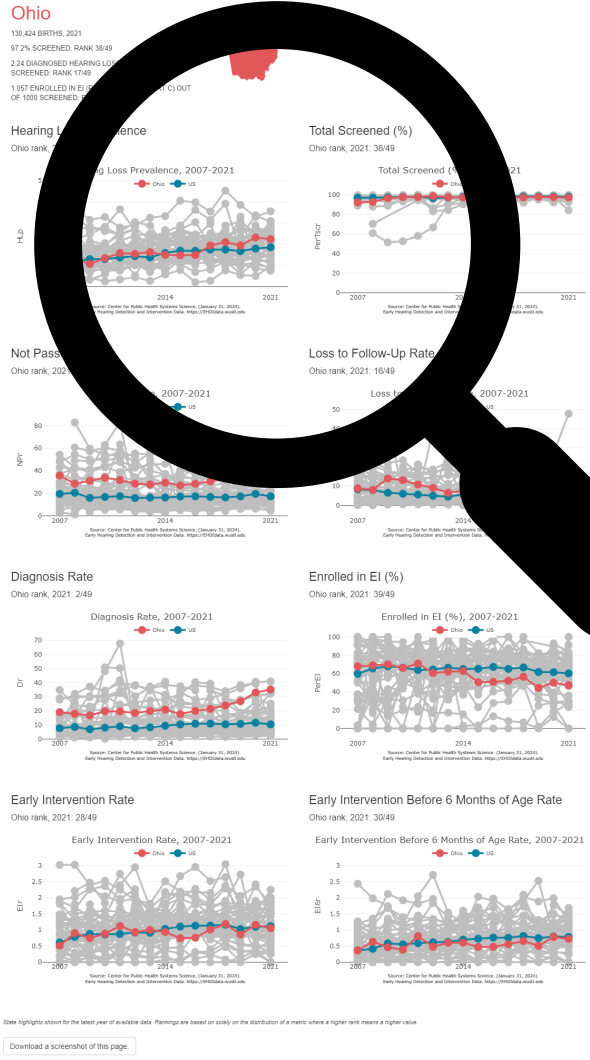 Ohio
130,424 BIRTHS, 2021
97.2% SCREENED: RANK 38/49
2.24 DIAGNOSED HEARING LOS
SCREENED: RANK 17/49
1.057 ENROLLED IN EI C) OUT
OF 1000 SCREENED:
Hearing
Ohio rank,
Loss Prevalence, 2007-2021
Ohio US
HLp
5
2014 2021
Source: Center for Public Health Systems Science. (January 31, 2024).
Early Hearing Detection and Intervention Data. https://EHDIdata.wustl.edu
Total Screened (%)
Ohio rank, 2021: 38/49
Total Screened 2007-2021
Ohio
PerTscr
100
80
60
40
20
0
2007 2014 2021
31, 2024).
wustl.edu
Not Pass
Ohio rank, 2021
, 2007-2021
US
NPr
80
60
40
20
0
2007 2014 2021
Source: Center for Public Health Systems Science. (January 31, 2024).
Early Hearing Detection and Intervention Data. https://EHDIdata.wustl.edu
Loss to Follow-Up Rate
Ohio rank, 2021: 16/49
Loss to 2007-2021
US
50
40
10
0
2007 2014
Source: Center for Public Health Systems Science.
Early Hearing Detection and Intervention Data.
Diagnosis Rate
Ohio rank, 2021: 2/49
Diagnosis Rate, 2007-2021
Ohio US
Dr
70
60
50
40
30
20
10
0
2007 2014 2021
Source: Center for Public Health Systems Science. (January 31, 2024).
Early Hearing Detection and Intervention Data. https://EHDIdata.wustl.edu
Enrolled in EI (%)
Ohio rank, 2021: 39/49
Enrolled in EI (%), 2007-2021
Ohio US
PerEI
100
80
60
40
20
0
2007 2014 2021
Source: Center for Public Health Systems Science. (January 31, 2024).
Early Hearing Detection and Intervention Data. https://EHDIdata.wustl.edu
Early Intervention Rate
Ohio rank, 2021: 28/49
Early Intervention Rate, 2007-2021
Ohio US
EIr
3
2.5
2
1.5
1
0.5
0
2007 2014 2021
Source: Center for Public Health Systems Science. (January 31, 2024).
Early Hearing Detection and Intervention Data. https://EHDIdata.wustl.edu
Early Intervention Before 6 Months of Age Rate
Ohio rank, 2021: 30/49
Early Intervention Before 6 Months of Age Rate, 2007-2021
Ohio US
EI6r
3
2.5
2
1.5
1
0.5
0
2007 2014 2021
Source: Center for Public Health Systems Science. (January 31, 2024).
Early Hearing Detection and Intervention Data. https://EHDIdata.wustl.edu
State highlights shown for the latest year of available data. Rankings are based on solely on the distribution of a metric where a higher rank means a higher value.
Download a screenshot of this page.